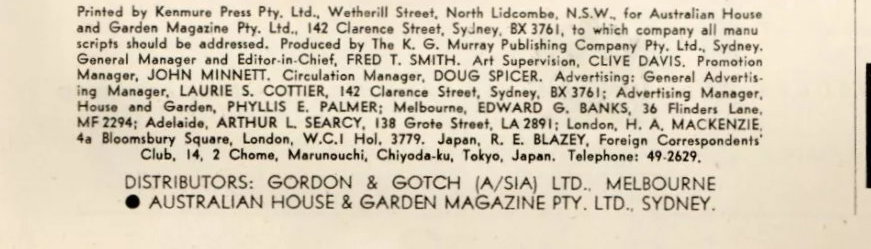 Printed by Kenmure Press Pty. Ltd., Wetherill Street, North Lidcombe, N.S.W., for Australian House
and Garden Magazine Pty. Ltd., 142 Clarence Street, Sydney, BX 3761, to which company all manu
scripts should be addressed. Produced by The K. G. Murray Publishing Company Pty. Ltd., Sydney.
General Manager and Editor-in-Chief, FRED T. SMITH. Art Supervision, CLIVE DAVIS. Promotion
Manager, JOHN MINNETT. Circulation Manager, DOUG SPICER. Advertising: General Advertis-
ing Manager, LAURIE S. COTTIER, 142 Clarence Street, Sydney, BX 3761; Advertising Manager,
House and Garden, PHYLLIS E. PALMER; Melbourne, EDWARD G. BANKS, 36 Flinders Lane,
MF 2294; Adelaide, ARTHUR L. SEARCY, 138 Grote Street, LA 2891; London, H. A. MACKENZIE,
4a Bloomsbury Square, London, W.C.1 Hol. 3779. Japan, R. E. BLAZEY, Foreign Correspondents'
Club, 14, 2 Chome, Marunouchi, Chiyoda-ku, Tokyo, Japan. Telephone: 49-2629.
DISTRIBUTORS: GORDON & GOTCH (A/SIA) LTD., MELBOURNE
● AUSTRALIAN HOUSE & GARDEN MAGAZINE PTY. LTD., SYDNEY.